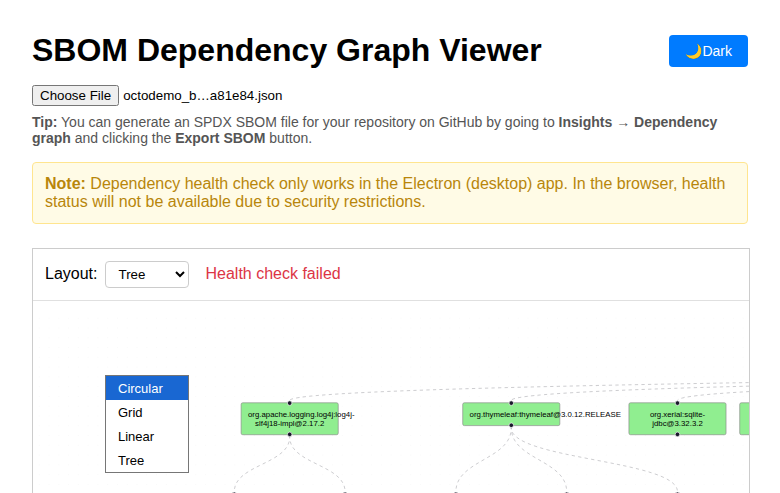 SBOM Dependency Graph Viewer
🌙Dark
Choose File octodemo_b…a81e84.json
Tip: You can generate an SPDX SBOM file for your repository on GitHub by going to Insights → Dependency
graph and clicking the Export SBOM button.
Note: Dependency health check only works in the Electron (desktop) app. In the browser, health
status will not be available due to security restrictions.
Layout: Tree Health check failed
Circular
Grid
Linear
Tree
org.apache.logging.log4j:log4j-
slf4j18-impl@2.17.2
org.thymeleaf:thymeleaf@3.0.12.RELEASE
org.xerial:sqlite-
jdbc@3.32.3.2